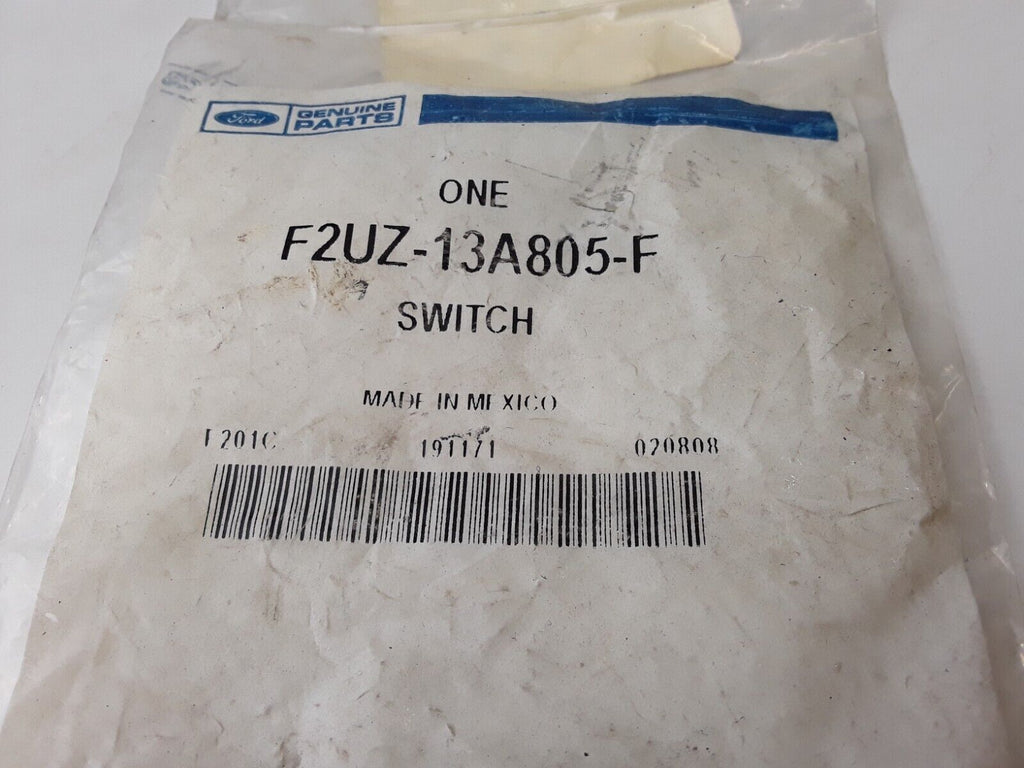 Ford GENUINE PARTS
ONE
F2UZ-13A805-F
SWITCH
MADE IN MEXICO
191171 020808